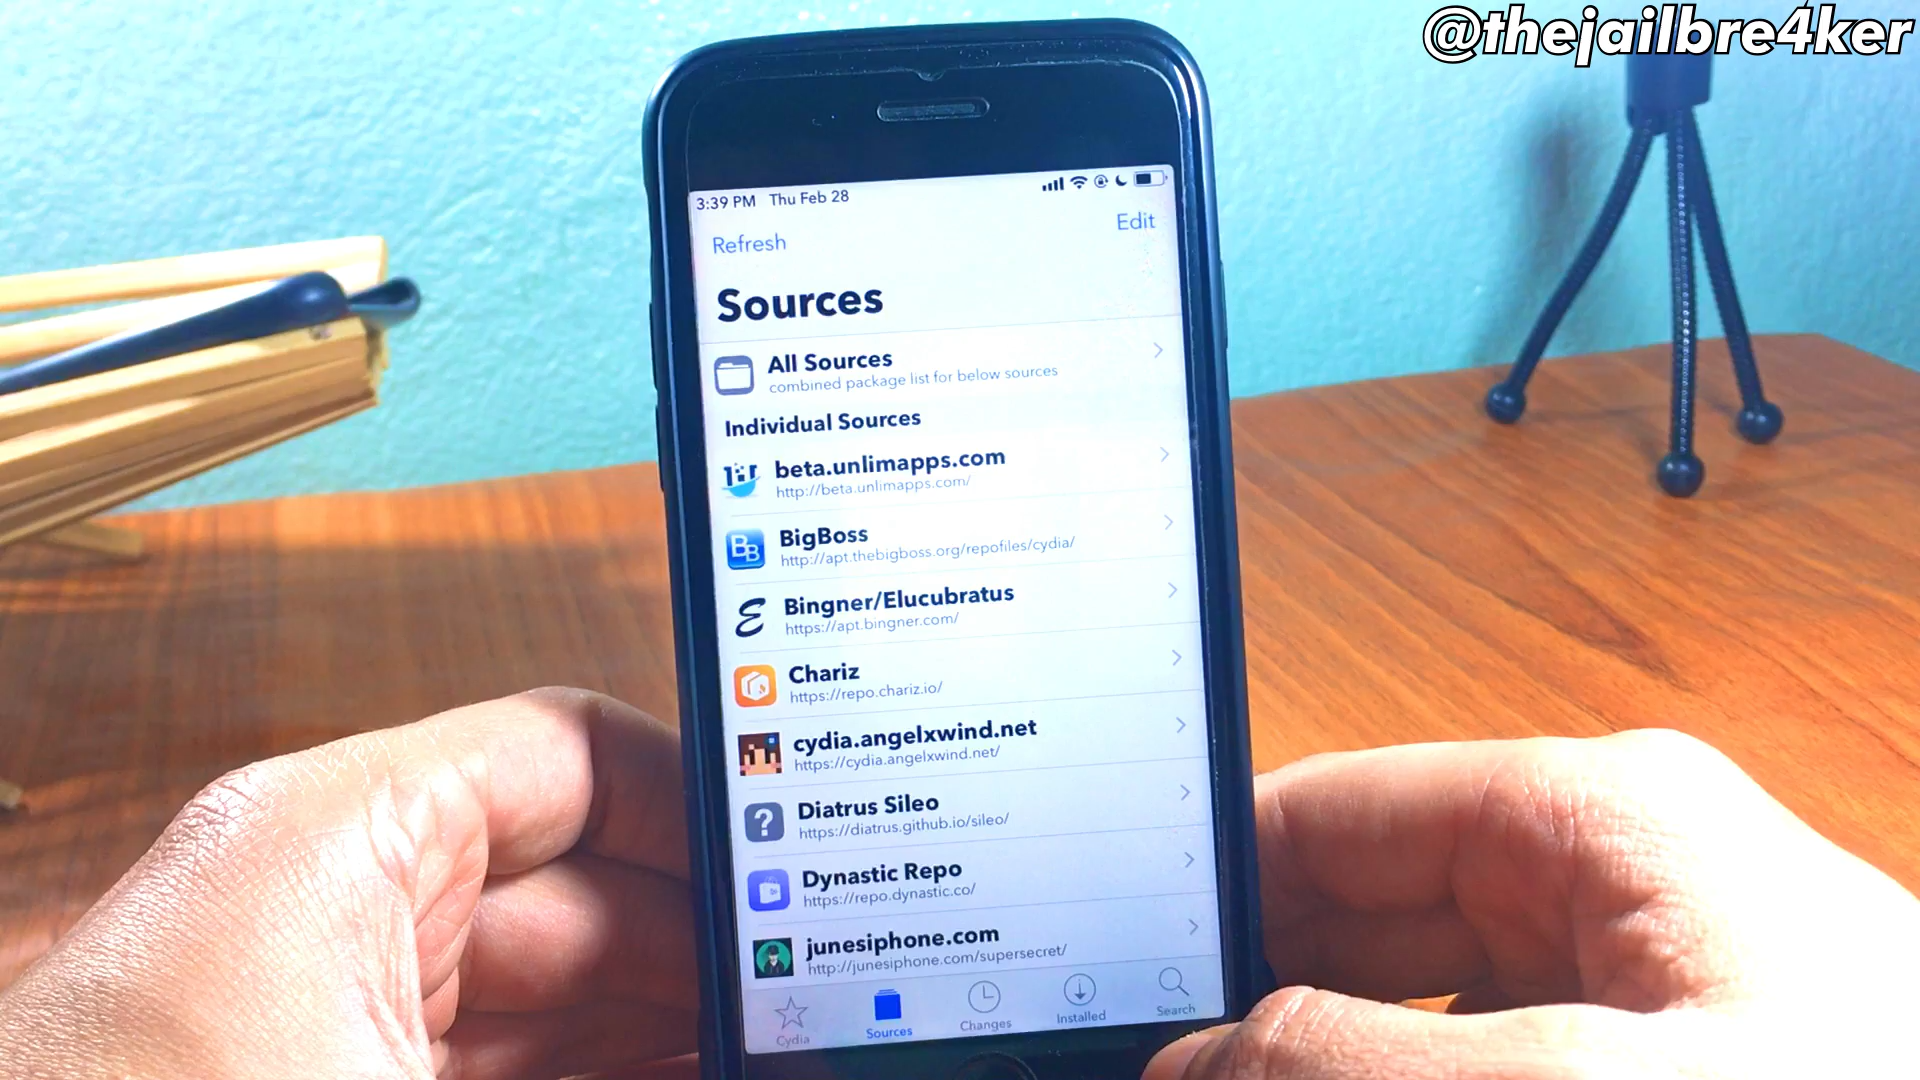 @thejailbre4ker
3:39 PM Thu Feb 28
Refresh
Edit
Sources
All Sources
combined package list for below sources
Individual Sources
beta.unlimapps.com
http://beta.unlimapps.com/
BB
BigBoss
http://apt.thebigboss.org/repofiles/cydia/
Bingner/Elucubratus
https://apt.bingner.com/
Chariz
https://repo.chariz.io/
cydia.angelxwind.net
https://cydia.angelxwind.net/
?
Diatrus Sileo
https://diatrus.github.io/sileo/
Dynastic Repo
https://repo.dynastic.co/
junesiphone.com
http://junesiphone.com/supersecret/
Cydia
Sources
Changes
Installed
Search